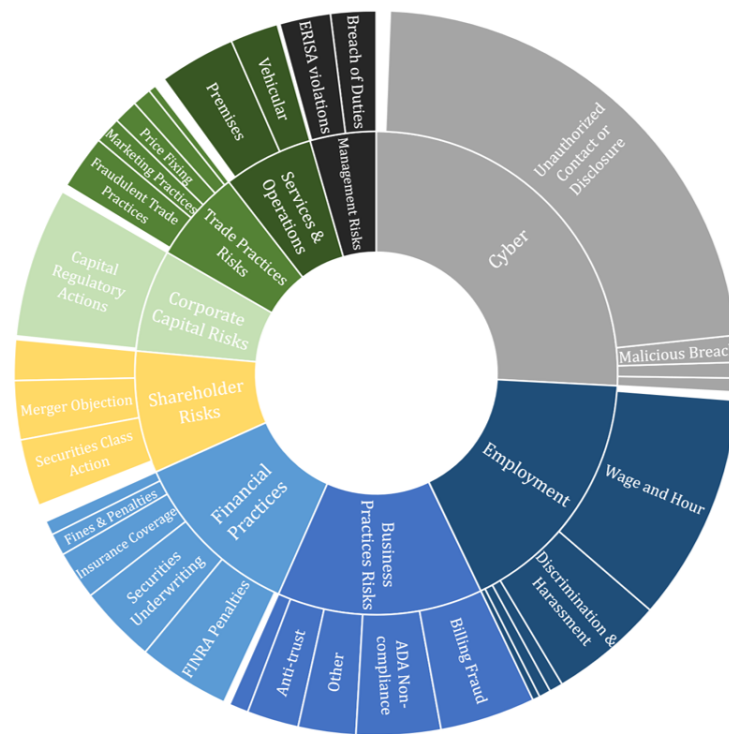 Cyber
Unauthorized
Contact or
Disclosure
Malicious Breach
Employment
Wage and Hour
Discrimination &
Harassment
Business
Practices Risks
Billing Fraud
ADA Non-
compliance
Other
Anti-trust
Financial
Practices
FINRA Penalties
Securities
Underwriting
Insurance Coverage
Fines & Penalties
Shareholder
Risks
Securities Class
Action
Merger Objection
Corporate
Capital Risks
Capital
Regulatory
Actions
Trade Practices
Risks
Fraudulent Trade
Practices
Marketing Practices
Price Fixing
Services &
Operations
Premises
Vehicular
Management Risks
ERISA violations
Breach of Duties